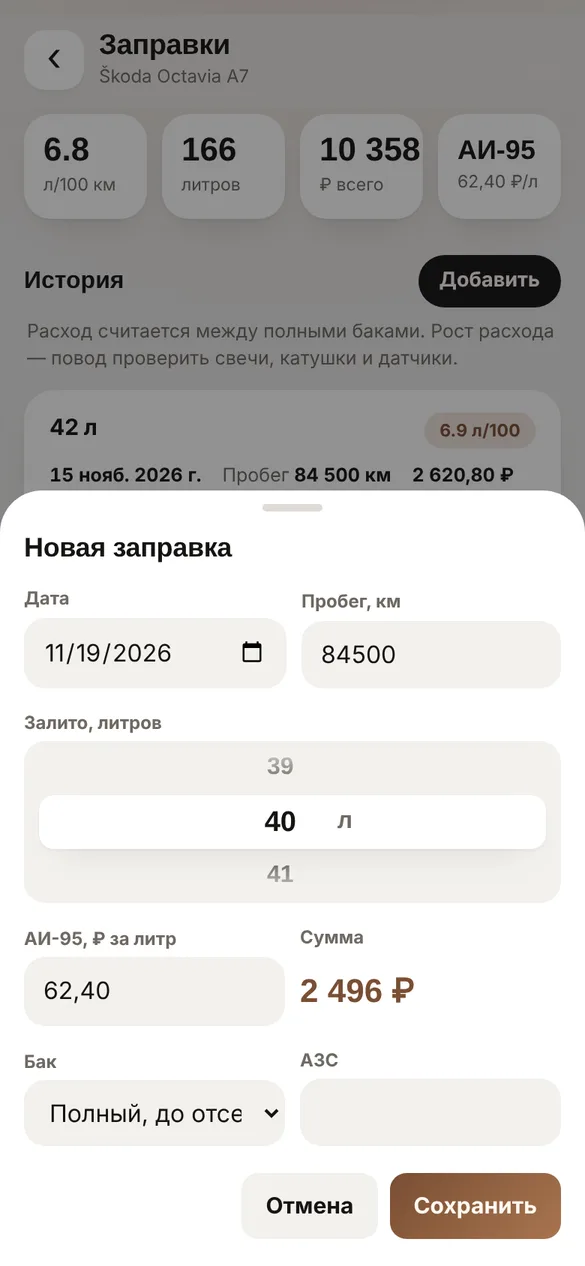 Заправки
Škoda Octavia A7
6.8
л/100 км
166
литров
10 358
₽ всего
АИ-95
62,40 ₽/л
История
Добавить
Расход считается между полными баками. Рост расхода
— повод проверить свечи, катушки и датчики.
42 л
6.9 л/100
15 нояб. 2026 г. Пробег 84 500 км 2 620,80 ₽
Новая заправка
Дата
Пробег, км
11/19/2026
84500
Залито, литров
39
40 л
41
АИ-95, ₽ за литр
Сумма
62,40
2 496 ₽
Бак
АЗС
Полный, до отсе
Отмена
Сохранить